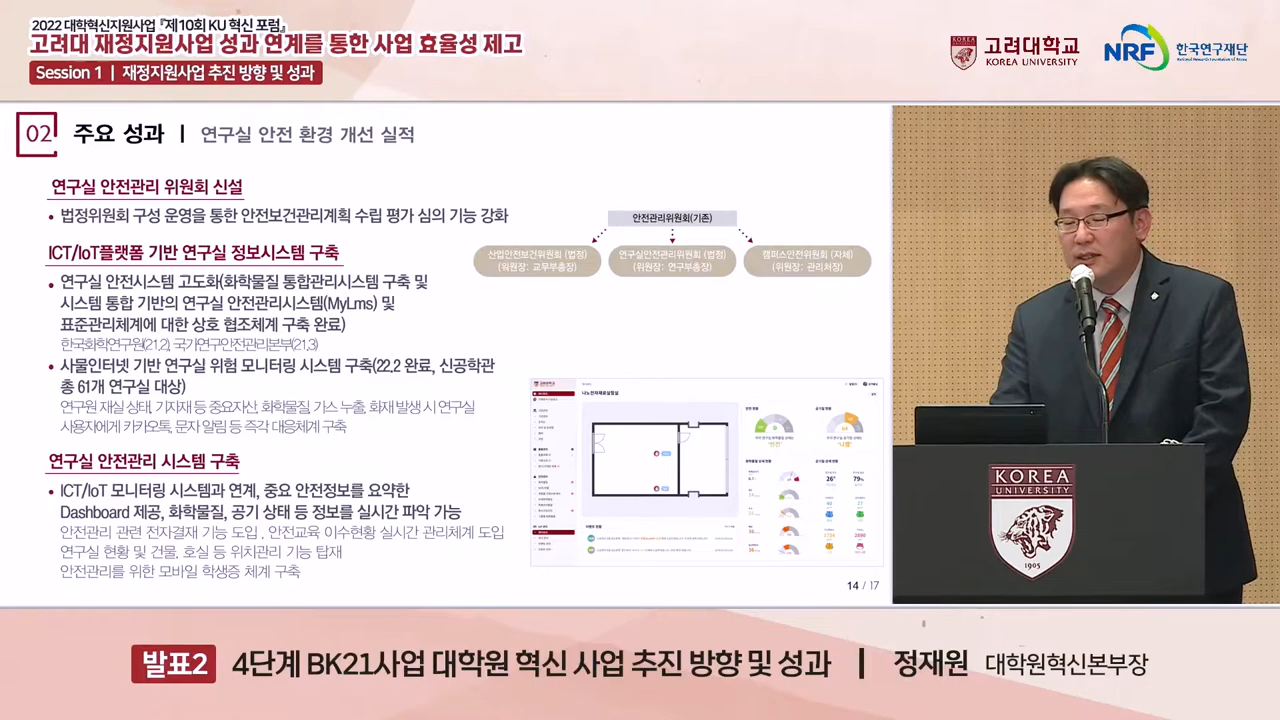 2022 대학혁신지원사업 『제10회 KU 혁신 포럼』
고려대 재정지원사업 성과 연계를 통한 사업 효율성 제고
Session 1 | 재정지원사업 추진 방향 및 성과
고려대학교
KOREA UNIVERSITY
NRF 한국연구재단
National Research Foundation of Korea
02 주요 성과 | 연구실 안전 환경 개선 실적
연구실 안전관리 위원회 신설
• 법정위원회 구성 운영을 통한 안전보건관리계획 수립 평가 심의 기능 강화
안전관리위원회(기존)
산업안전보건위원회 (법정)
(위원장: 교무부총장)
연구실안전관리위원회 (법정)
(위원장: 연구부총장)
캠퍼스안전위원회 (자체)
(위원장: 관리처장)
ICT/IoT플랫폼 기반 연구실 정보시스템 구축
• 연구실 안전시스템 고도화(화학물질 통합관리시스템 구축 및
시스템 통합 기반의 연구실 안전관리시스템(MyLms) 및
표준관리체계에 대한 상호 협조체계 구축 완료)
한국화학연구원(21.2), 국가연구안전관리본부(21.3)
• 사물인터넷 기반 연구실 위험 모니터링 시스템 구축(22.2 완료, 신공학관
총 61개 연구실 대상)
연구원 재실 상태, 기자재 등 중요자산, 화학물질, 가스 누출, 화재 발생 시 연구실
사용자에게 카카오톡, 문자 알림 등 즉각 대응체계 구축
연구실 안전관리 시스템 구축
• ICT/IoT 모니터링 시스템과 연계, 중요 안전정보를 요약한
Dashboard 제공, 화학물질, 공기 상태 등 정보를 실시간 파악 가능
안전관리 관련 전자결재 기능 도입, 안전교육 이수현황 실시간 관리체계 도입
연구실 현황 및 건물, 호실 등 위치관리 기능 탑재
안전관리를 위한 모바일 학생증 체계 구축
고려대학교
나노전자재료실험실
26°
79%
14 / 17
KOREA
UNIVERSITY
1905
발표2 4단계 BK21사업 대학원 혁신 사업 추진 방향 및 성과 | 정재원 대학원혁신본부장